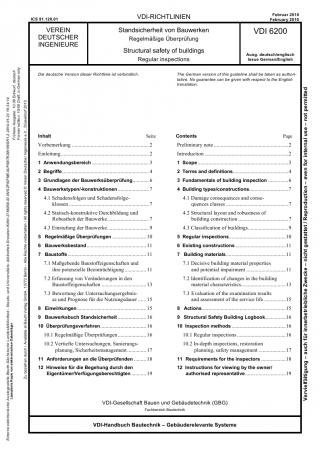 ICS 91.120.01
VDI-RICHTLINIEN
Februar 2010
February 2010
VEREIN
DEUTSCHER
INGENIEURE
Standsicherheit von Bauwerken
Regelmäßige Überprüfung
Structural safety of buildings
Regular inspections
VDI 6200
Ausg. deutsch/englisch
Issue German/English
Die deutsche Version dieser Richtlinie ist verbindlich.
The German version of this guideline shall be taken as authoritative. No guarantee can be given with respect to the English translation.
Inhalt Seite
Vorbemerkung 2
Einleitung 2
1 Anwendungsbereich 3
2 Begriffe 4
3 Grundlagen der Bauwerksüberprüfung 6
4 Bauwerkstypen/-konstruktionen 7
4.1 Schadensfolgen und Schadensfolge-
klassen 7
4.2 Statisch-konstruktive Durchbildung und
Robustheit der Bauwerke 7
4.3 Einstufung der Bauwerke 9
5 Regelmäßige Überprüfungen 10
6 Bauwerksbestand 11
7 Baustoffe 11
7.1 Maßgebende Baustoffeigenschaften und
ihre potenzielle Beeinträchtigung 11
7.2 Erfassung von Veränderungen in den
Baustoffeigenschaften 13
7.3 Bewertung der Untersuchungsergeb-
nisse und Prognose für die Nutzungsdauer 15
8 Einwirkungen 15
9 Bauwerksbuch Standsicherheit 16
10 Überprüfungsverfahren 16
10.1 Regelmäßige Überprüfungen 16
10.2 Vertiefte Untersuchungen, Sanierungs-
planung, Sicherheitsmanagement 17
11 Anforderungen an die Überprüfenden 18
12 Hinweise für die Begehung durch den
Eigentümer/Verfügungsberechtigten 19
Contents Page
Preliminary note 2
Introduction 2
1 Scope 3
2 Terms and definitions 4
3 Fundamentals of building inspection 6
4 Building types/constructions 7
4.1 Damage consequences and conse-
quences classes 7
4.2 Structural layout and robustness of
building construction 7
4.3 Classification of buildings 9
5 Regular inspections 10
6 Existing constructions 11
7 Building materials 11
7.1 Decisive building material properties
and potential impairment 11
7.2 Identification of changes in the building
material characteristics 13
7.3 Evaluation of the examination results
and assessment of the service life 15
8 Actions 15
9 Structural Safety Building Logbook 16
10 Inspection methods 16
10.1 Regular inspections 16
10.2 In-depth inspections, restoration
planning, safety management 17
11 Requirements for the inspectors 18
12 Instructions for viewing by the owner/
authorised representative 19
VDI-Gesellschaft Bauen und Gebäudetechnik (GBG)
Fachbereich Bautechnik
VDI-Handbuch Bautechnik – Gebäuderelevante Systeme
Vervielfältigung – auch für innerbetriebliche Zwecke – nicht gestattet / Reproduction – even for internal use – not permitted